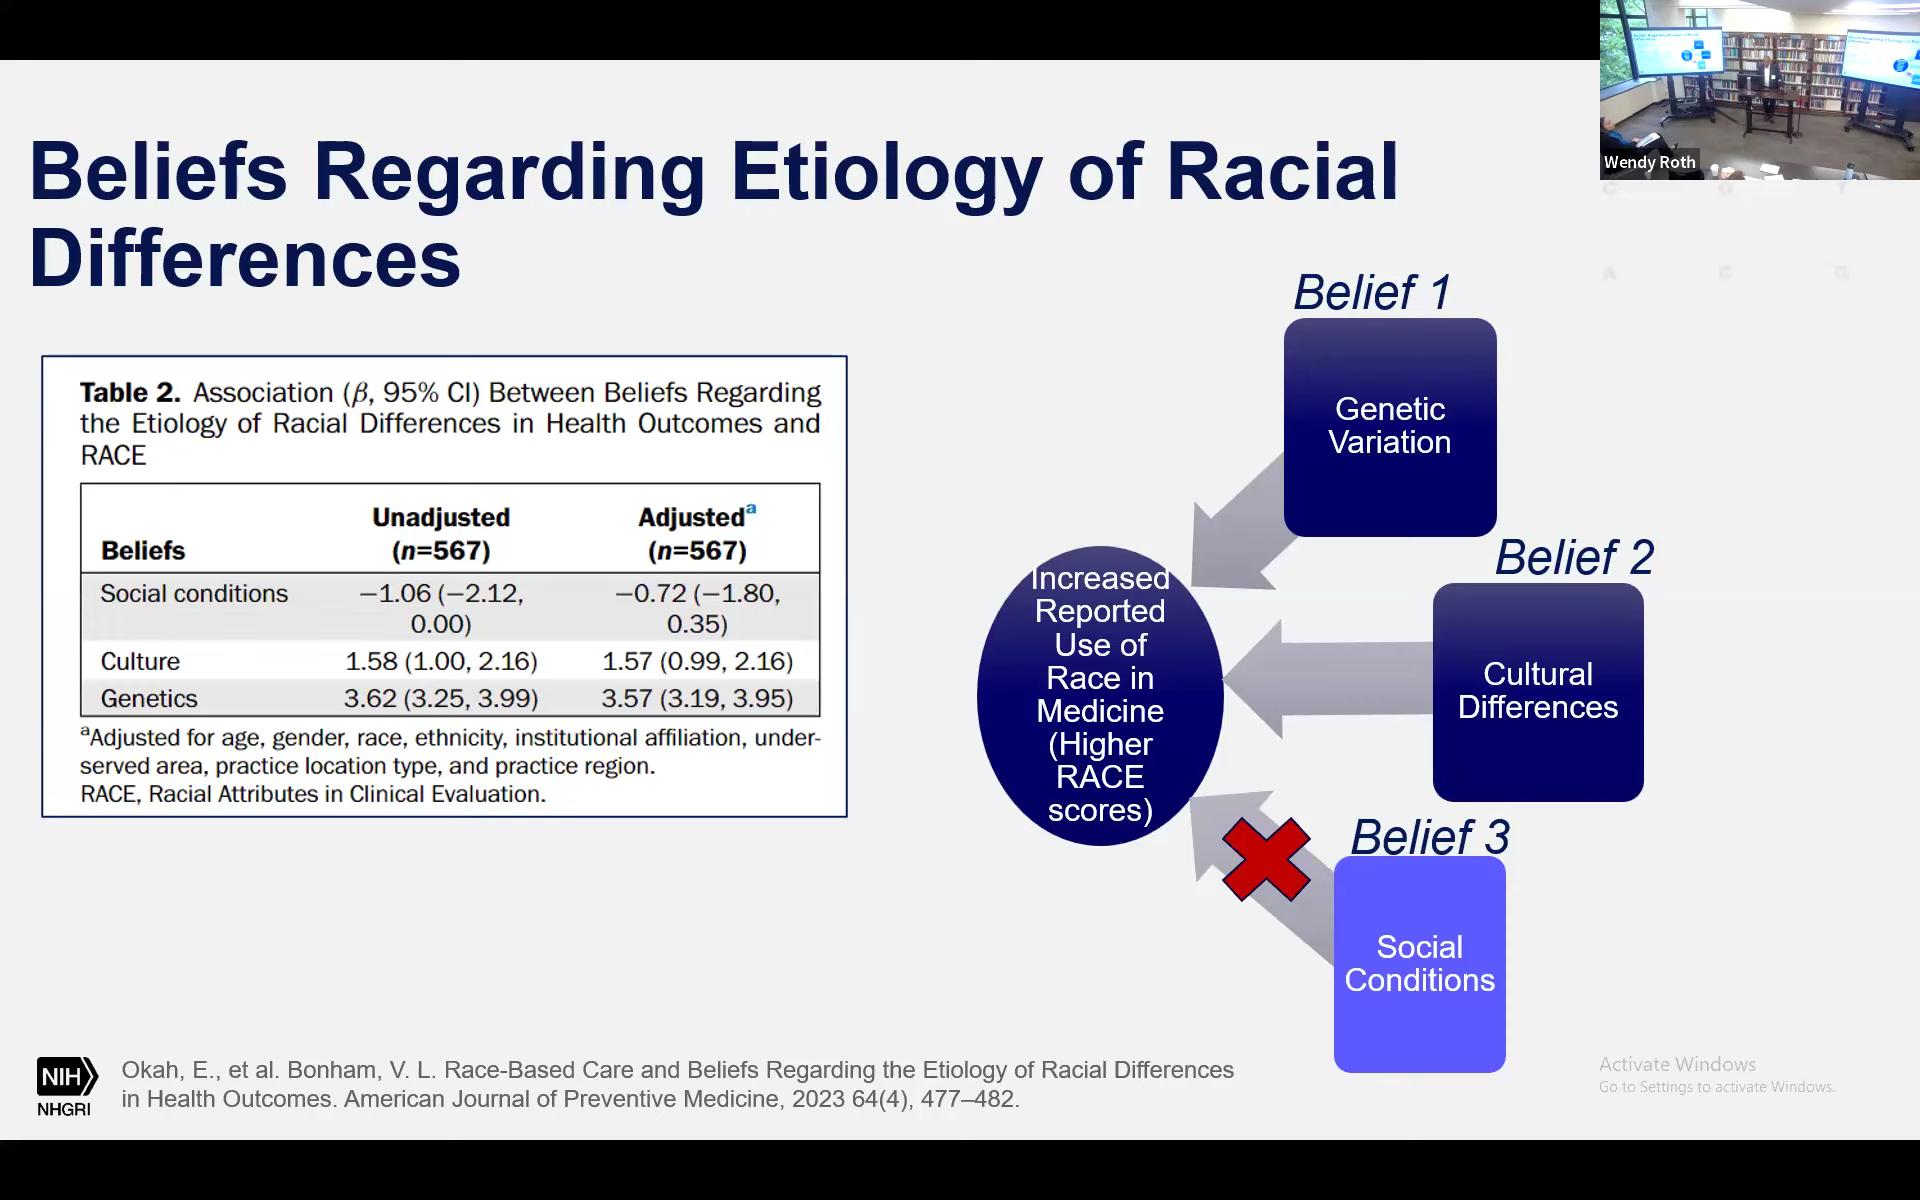 Beliefs Regarding Etiology of Racial
Differences
Table 2. Association (β, 95% CI) Between Beliefs Regarding
the Etiology of Racial Differences in Health Outcomes and
RACE
Beliefs
Unadjusted
(n=567)
Adjustedᵃ
(n=567)
Social conditions
−1.06 (−2.12,
0.00)
−0.72 (−1.80,
0.35)
Culture
1.58 (1.00, 2.16)
1.57 (0.99, 2.16)
Genetics
3.62 (3.25, 3.99)
3.57 (3.19, 3.95)
ᵃAdjusted for age, gender, race, ethnicity, institutional affiliation, under-
served area, practice location type, and practice region.
RACE, Racial Attributes in Clinical Evaluation.
Belief 1
Genetic
Variation
Belief 2
Cultural
Differences
Increased
Reported
Use of
Race in
Medicine
(Higher
RACE
scores)
Belief 3
Social
Conditions
NIH
NHGRI
Okah, E., et al. Bonham, V. L. Race-Based Care and Beliefs Regarding the Etiology of Racial Differences
in Health Outcomes. American Journal of Preventive Medicine, 2023 64(4), 477–482.
Wendy Roth
A C G
Activate Windows
Go to Settings to activate Windows.